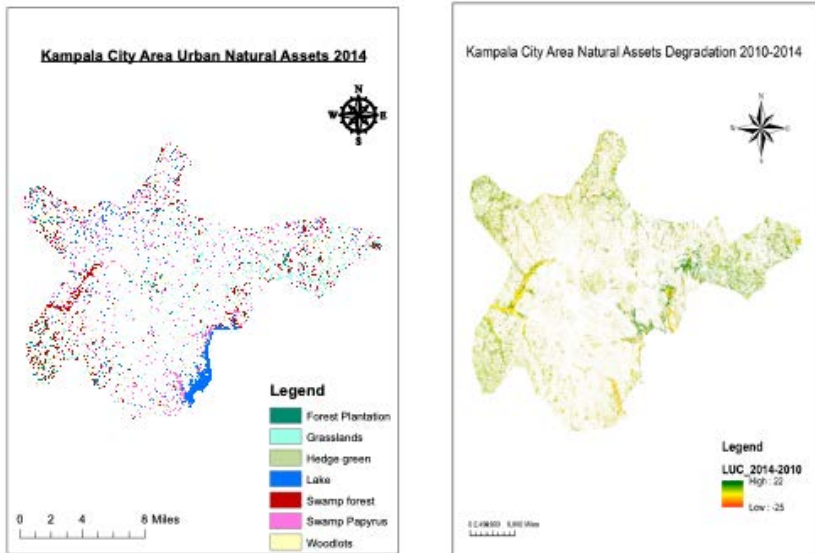 Kampala City Area Urban Natural Assets 2014
N
W E
S
Legend
Forest Plantation
Grasslands
Hedge green
Lake
Swamp forest
Swamp Papyrus
Woodlots
0 2 4 8 Miles
Kampala City Area Natural Assets Degradation 2010-2014
N
Legend
LUC_2014-2010
High : 22
Low : -25
Miles